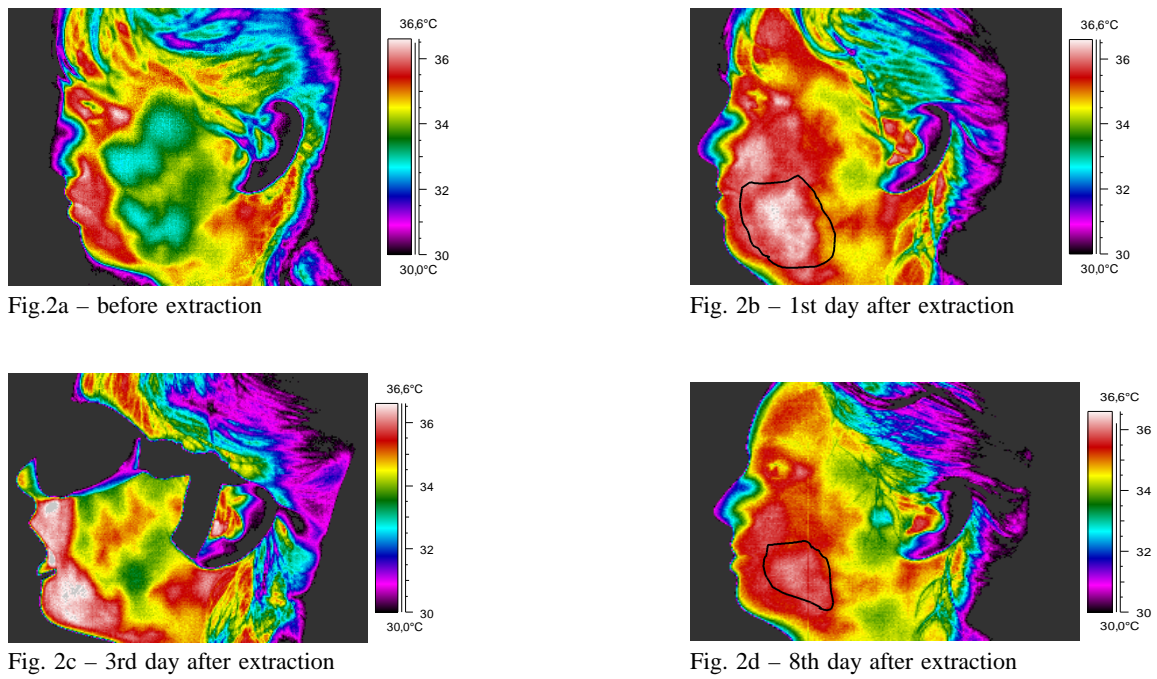 36,6°C
36
34
32
30
30,0°C
Fig.2a – before extraction
36,6°C
36
34
32
30
30,0°C
Fig. 2b – 1st day after extraction
36,6°C
36
34
32
30
30,0°C
Fig. 2c – 3rd day after extraction
36,6°C
36
34
32
30
30,0°C
Fig. 2d – 8th day after extraction